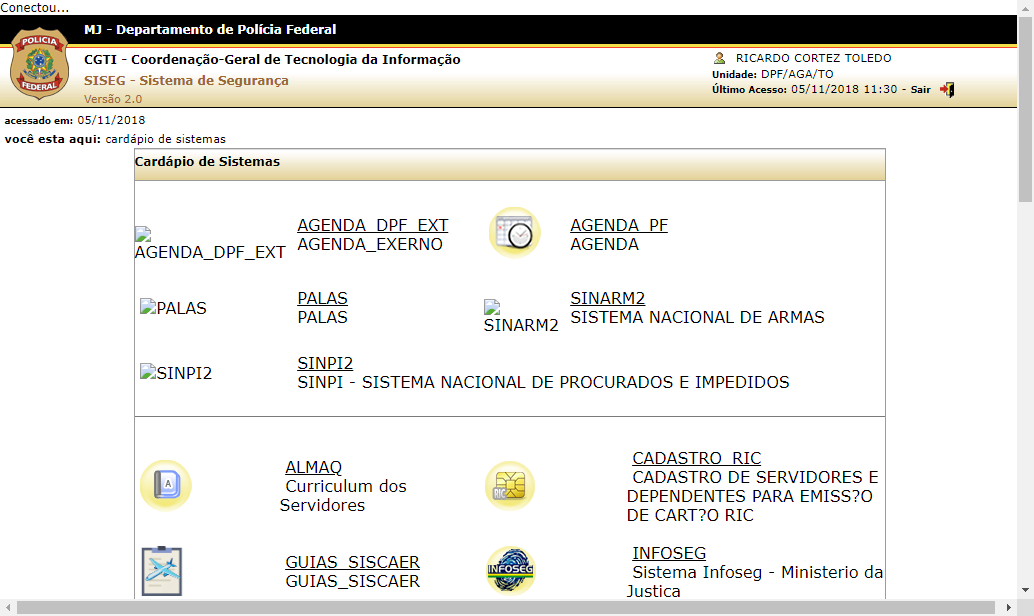 Conectou...
MJ - Departamento de Polícia Federal
POLICIA
FEDERAL
CGTI - Coordenação-Geral de Tecnologia da Informação
SISEG - Sistema de Segurança
Versão 2.0
RICARDO CORTEZ TOLEDO
Unidade: DPF/AGA/TO
Último Acesso: 05/11/2018 11:30 - Sair
acessado em: 05/11/2018
você esta aqui: cardápio de sistemas
Cardápio de Sistemas
AGENDA_DPF_EXT
AGENDA_DPF_EXT
AGENDA_EXERNO
AGENDA_PF
AGENDA
PALAS
PALAS
PALAS
SINARM2
SINARM2
SISTEMA NACIONAL DE ARMAS
SINPI2
SINPI2
SINPI - SISTEMA NACIONAL DE PROCURADOS E IMPEDIDOS
A
ALMAQ
Curriculum dos
Servidores
RIC
CADASTRO_RIC
CADASTRO DE SERVIDORES E
DEPENDENTES PARA EMISS?O
DE CART?O RIC
GUIAS_SISCAER
GUIAS_SISCAER
INFOSEG
INFOSEG
Sistema Infoseg - Ministerio da
Justica